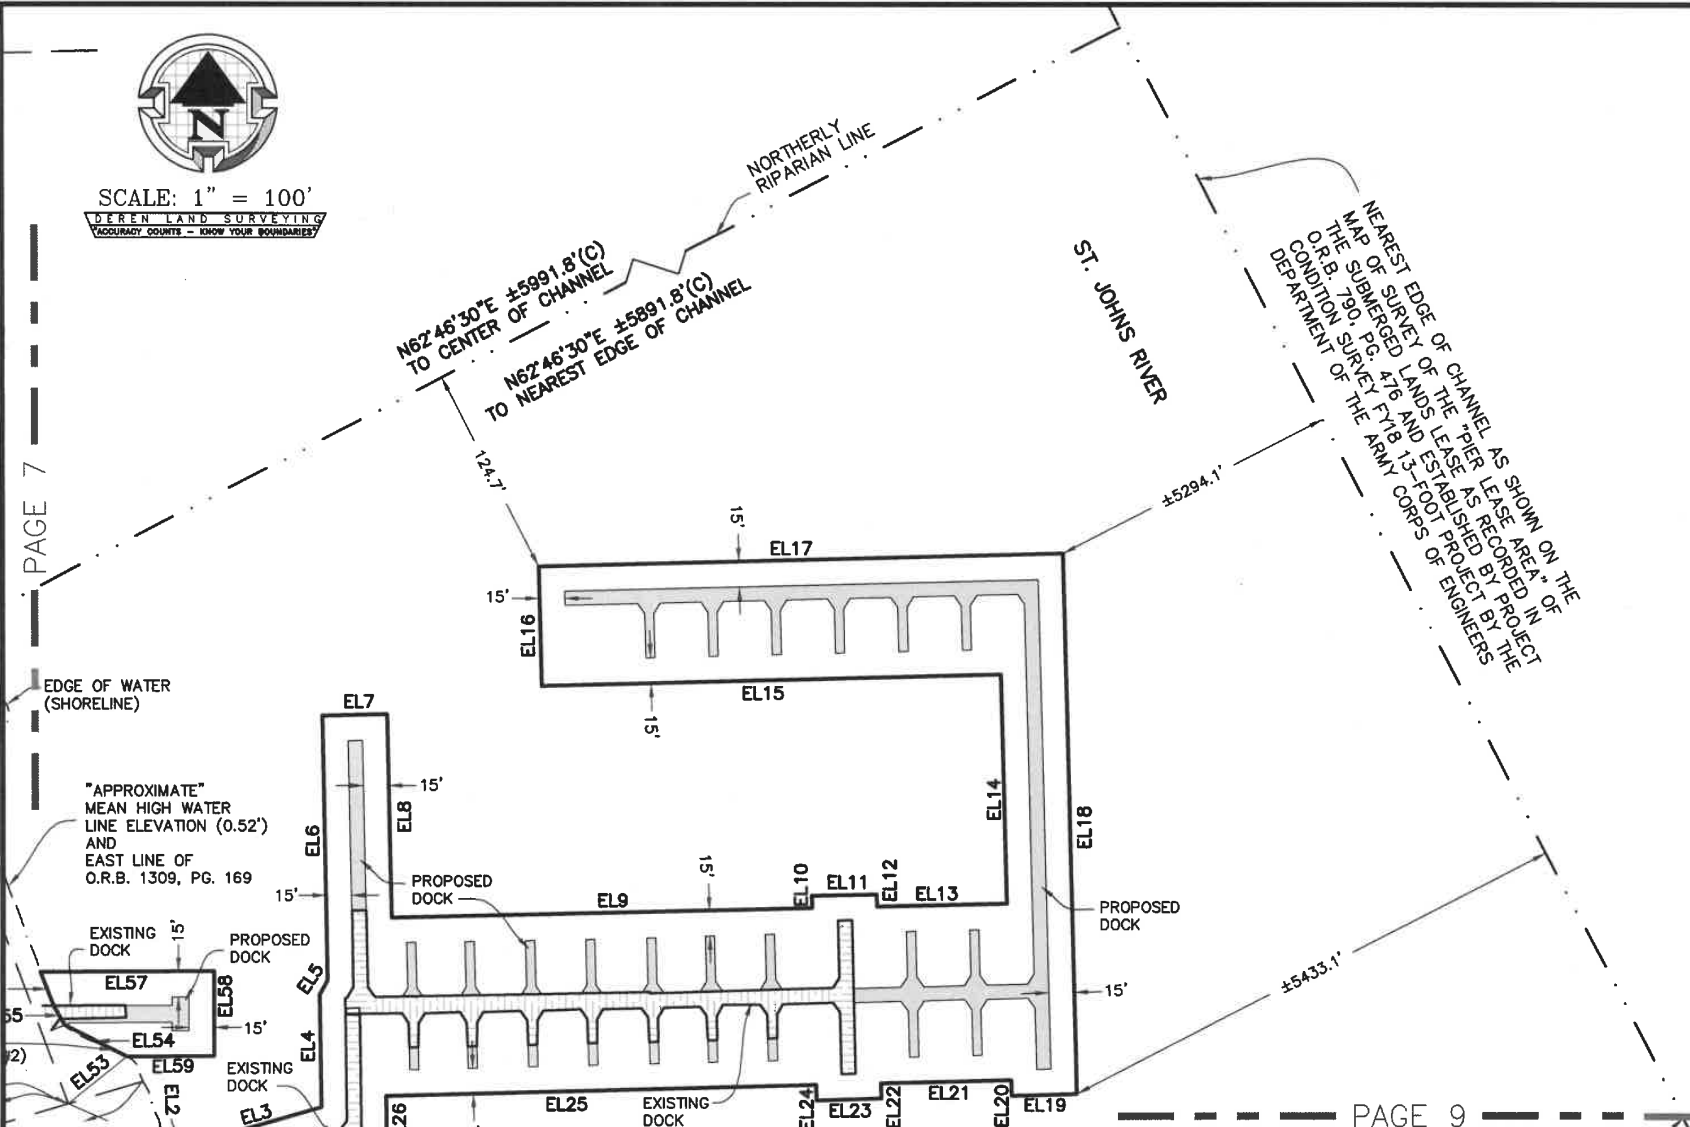 N
SCALE: 1" = 100'
DEREN LAND SURVEYING
"ACCURACY COUNTS - KNOW YOUR BOUNDARIES"
NORTHERLY
RIPARIAN LINE
N62°46'30"E ±5991.8'(C)
TO CENTER OF CHANNEL
N62°46'30"E ±5891.8'(C)
TO NEAREST EDGE OF CHANNEL
ST. JOHNS RIVER
NEAREST EDGE OF CHANNEL AS SHOWN ON THE
MAP OF SURVEY OF THE "PIER LEASE AREA" OF
THE SUBMERGED LANDS LEASE AS RECORDED IN
O.R.B. 790, PG. 476 AND ESTABLISHED BY PROJECT
CONDITION SURVEY FY18 13-FOOT PROJECT BY THE
DEPARTMENT OF THE ARMY CORPS OF ENGINEERS
PAGE 7
124.7'
±5294.1'
15'
EL17
15'
EL16
EL15
15'
EDGE OF WATER
(SHORELINE)
EL7
15'
EL8
EL6
EL14
EL18
"APPROXIMATE"
MEAN HIGH WATER
LINE ELEVATION (0.52')
AND
EAST LINE OF
O.R.B. 1309, PG. 169
15'
PROPOSED
DOCK
EL9
15'
EL10
EL11
EL12
EL13
PROPOSED
DOCK
EXISTING
DOCK
15'
PROPOSED
DOCK
EL57
EL58
EL5
15'
±5433.1'
55
EL54
15'
EL4
EL59
EL53
EL2
EL3
EXISTING
DOCK
26
EL25
EXISTING
DOCK
EL24
EL23
EL22
EL21
EL20
EL19
PAGE 9